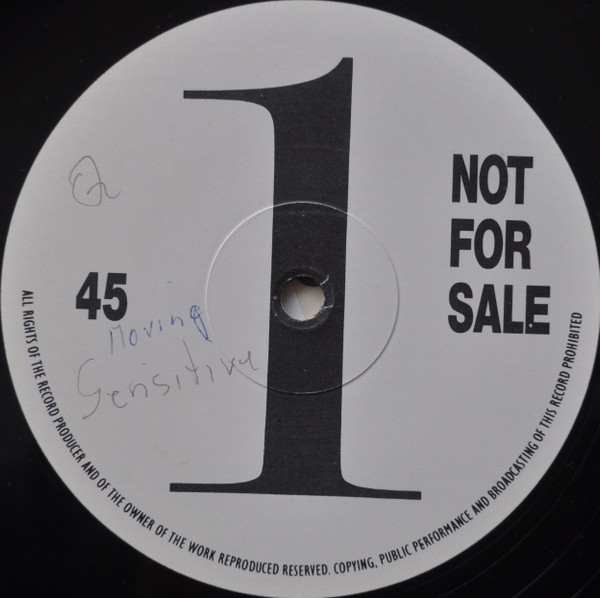 1
NOT
FOR
SALE
45
Moving
Sensitive
ALL RIGHTS OF THE RECORD PRODUCER AND OF THE OWNER OF THE WORK REPRODUCED RESERVED. COPYING, PUBLIC PERFORMANCE AND BROADCASTING OF THIS RECORD PROHIBITED